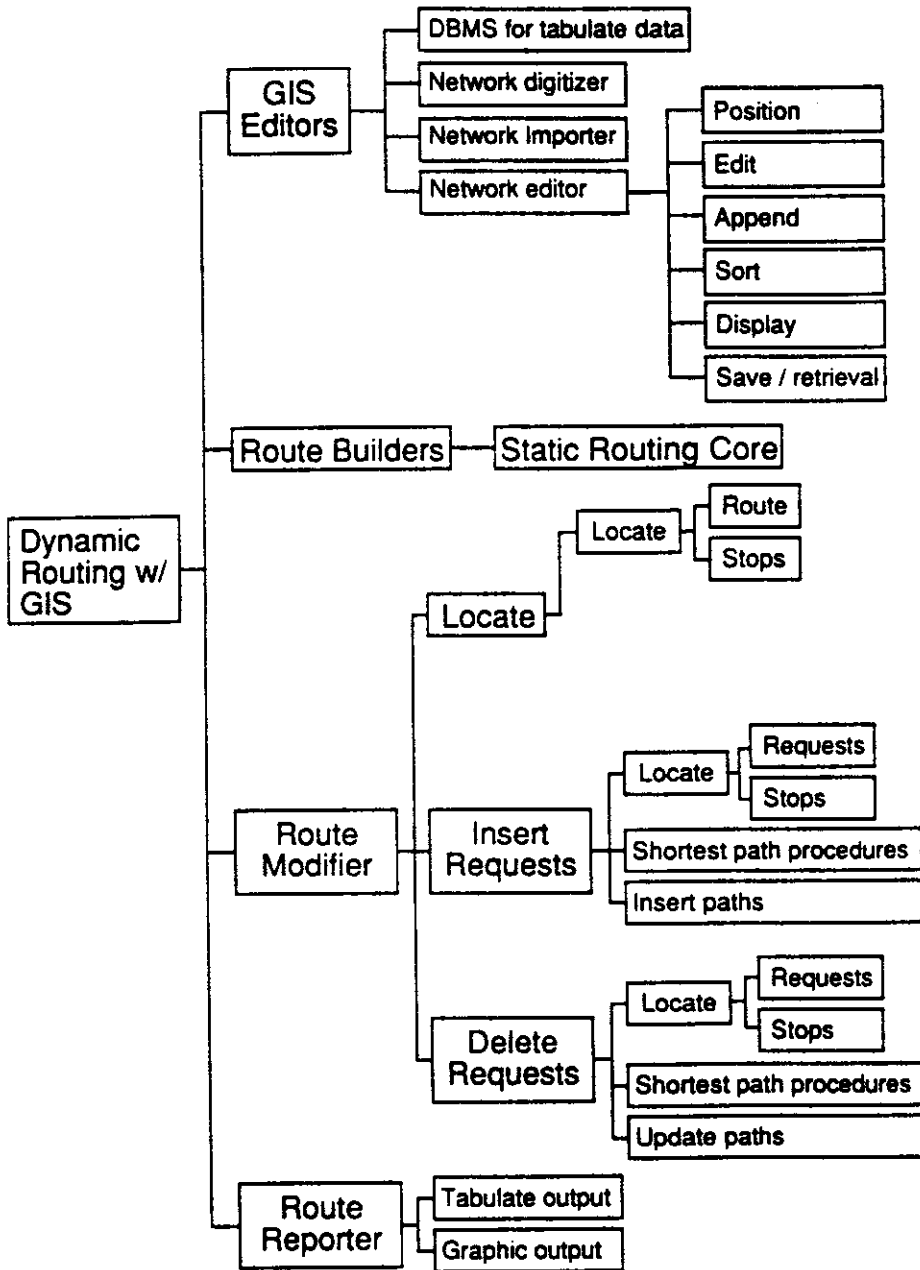 DBMS for tabulate data
GIS
Editors
Network digitizer
Network Importer
Network editor
Position
Edit
Append
Sort
Display
Save / retrieval
Route Builders
Static Routing Core
Dynamic
Routing w/
GIS
Locate
Locate
Route
Stops
Route
Modifier
Insert
Requests
Locate
Requests
Stops
Shortest path procedures
Insert paths
Delete
Requests
Locate
Requests
Stops
Shortest path procedures
Update paths
Route
Reporter
Tabulate output
Graphic output